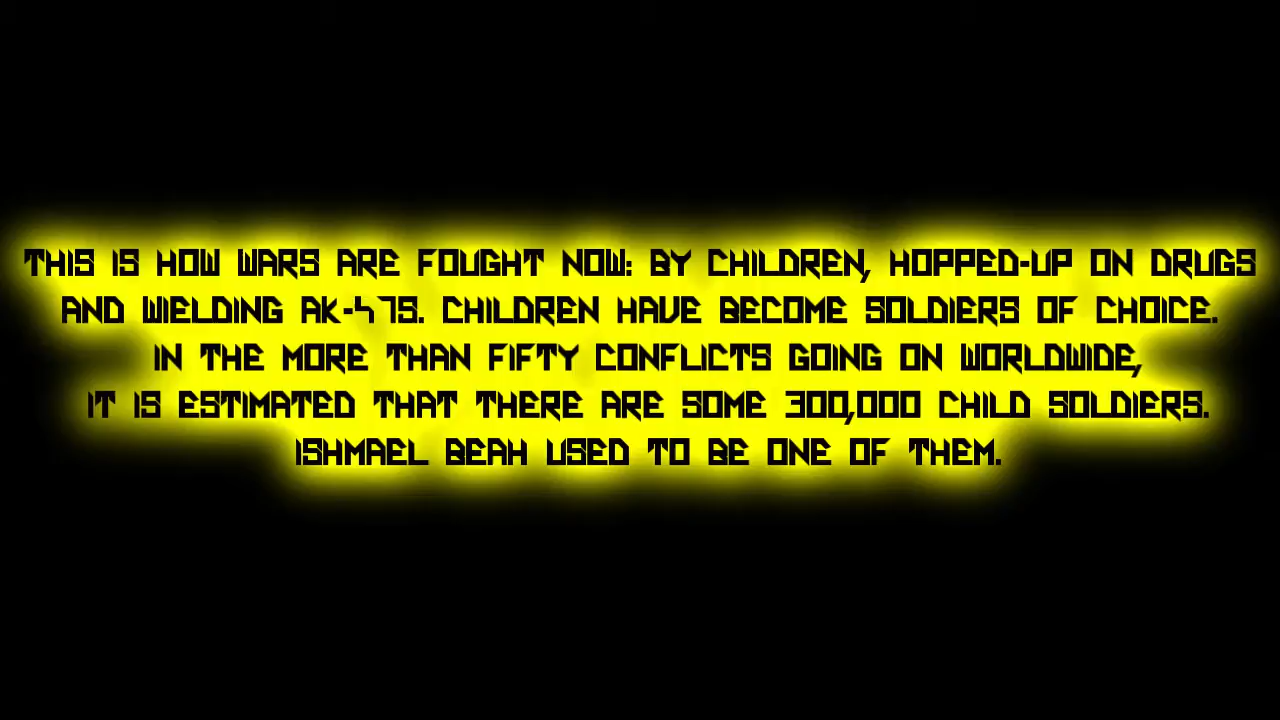 THIS IS HOW WARS ARE FOUGHT NOW: BY CHILDREN, HOPPED-UP ON DRUGS
AND WIELDING AK-47S. CHILDREN HAVE BECOME SOLDIERS OF CHOICE.
IN THE MORE THAN FIFTY CONFLICTS GOING ON WORLDWIDE,
IT IS ESTIMATED THAT THERE ARE SOME 300,000 CHILD SOLDIERS.
ISHMAEL BEAH USED TO BE ONE OF THEM.